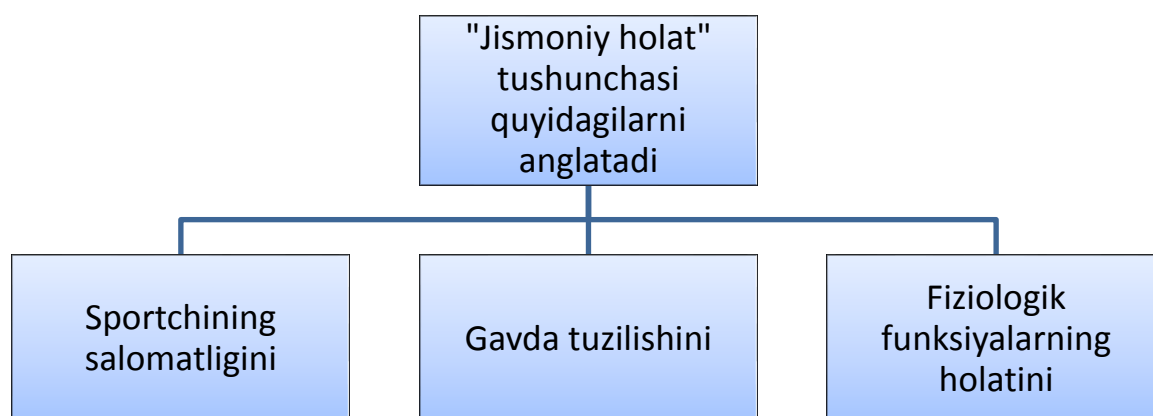 "Jismoniy holat"
tushunchasi
quyidagilarni
anglatadi
Sportchining
salomatligini
Gavda tuzilishini
Fiziologik
funksiyalarning
holatini